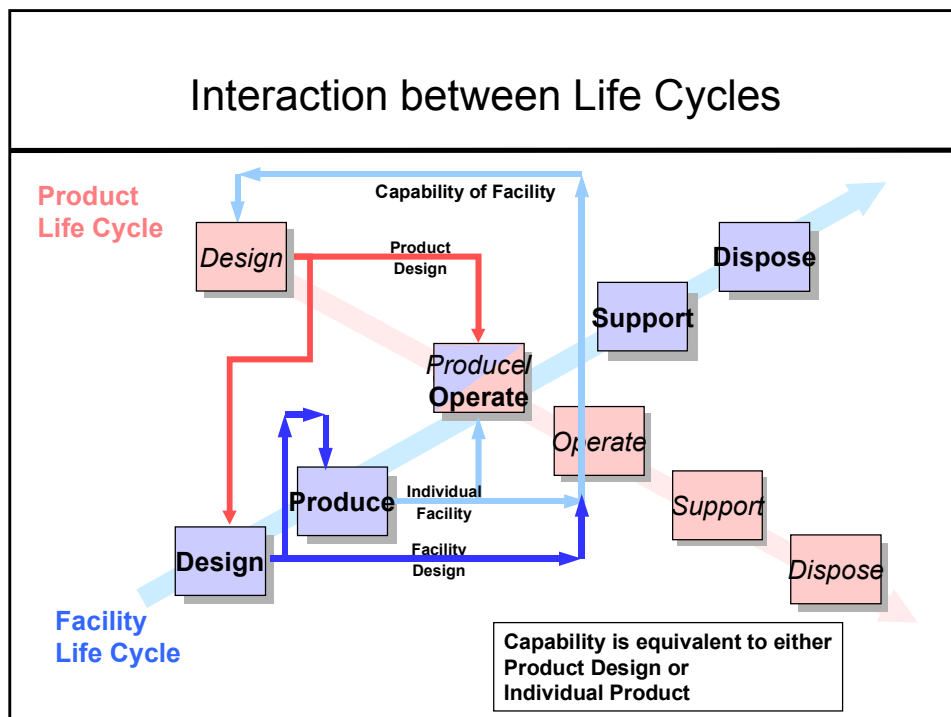 Interaction between Life Cycles
Product
Life Cycle
Capability of Facility
Design
Product
Design
Dispose
Support
Produce/
Operate
Operate
Produce
Individual
Facility
Support
Design
Facility
Design
Dispose
Facility
Life Cycle
Capability is equivalent to either
Product Design or
Individual Product